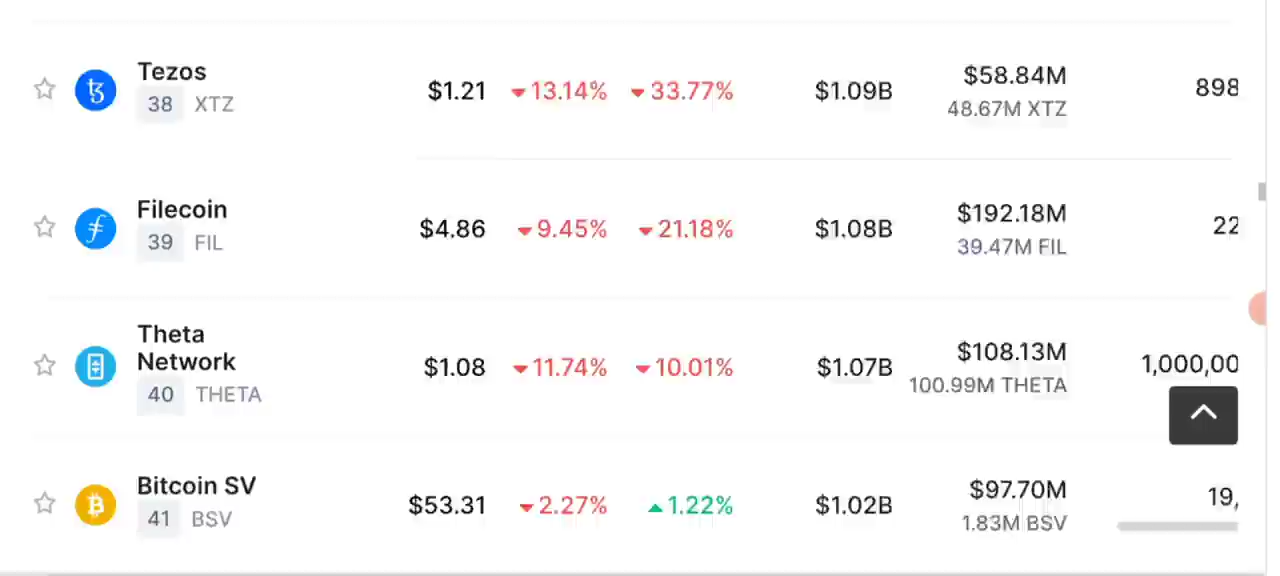 Tezos
38 XTZ
$1.21 13.14% 33.77% $1.09B $58.84M 898
48.67M XTZ
Filecoin
39 FIL
$4.86 9.45% 21.18% $1.08B $192.18M 22
39.47M FIL
Theta
Network
40 THETA
$1.08 11.74% 10.01% $1.07B $108.13M 1,000,00
100.99M THETA
Bitcoin SV
41 BSV
$53.31 2.27% 1.22% $1.02B $97.70M 19,
1.83M BSV